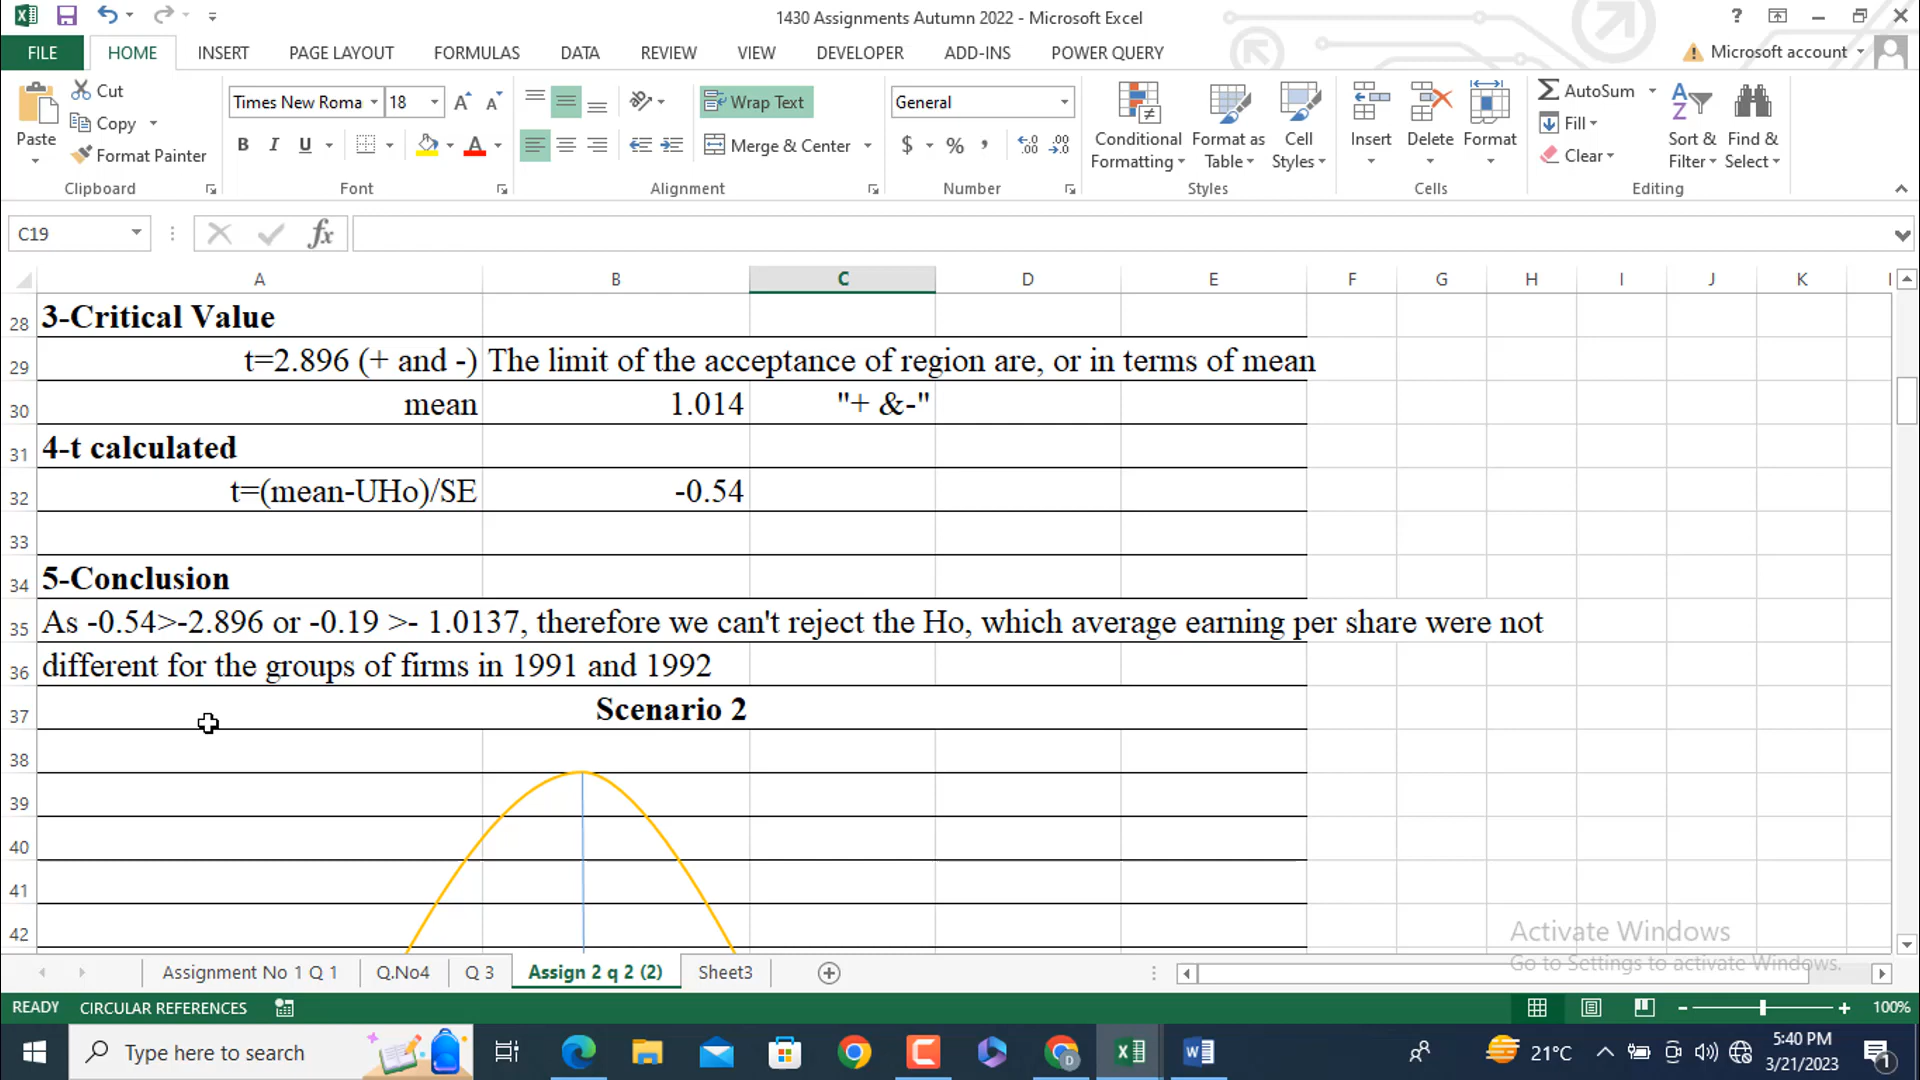 1430 Assignments Autumn 2022 - Microsoft Excel
?
FILE HOME INSERT PAGE LAYOUT FORMULAS DATA REVIEW VIEW DEVELOPER ADD-INS POWER QUERY Microsoft account
Paste
Cut
Copy
Format Painter
Times New Roma 18
B I U A
Wrap Text
Merge & Center
General
$ % ,
Conditional Formatting
Format as Table
Cell Styles
Insert
Delete
Format
AutoSum
Fill
Clear
Sort & Filter
Find & Select
Clipboard Font Alignment Number Styles Cells Editing
C19 fx
A B C D E F G H I J K
28 3-Critical Value
29 t=2.896 (+ and -) The limit of the acceptance of region are, or in terms of mean
30 mean 1.014 "+ &-"
31 4-t calculated
32 t=(mean-UHo)/SE -0.54
33
34 5-Conclusion
35 As -0.54>-2.896 or -0.19 >- 1.0137, therefore we can't reject the Ho, which average earning per share were not
36 different for the groups of firms in 1991 and 1992
37 Scenario 2
38
39
40
41
42
Activate Windows
Go to Settings to activate Windows.
Assignment No 1 Q 1 Q.No4 Q 3 Assign 2 q 2 (2) Sheet3
READY CIRCULAR REFERENCES 100%
Type here to search
21°C
5:40 PM
3/21/2023
1